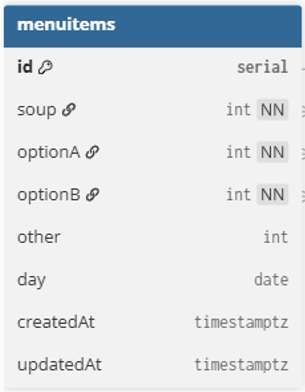 menuitems
id serial
soup int NN
optionA int NN
optionB int NN
other int
day date
createdAt timestamptz
updatedAt timestamptz